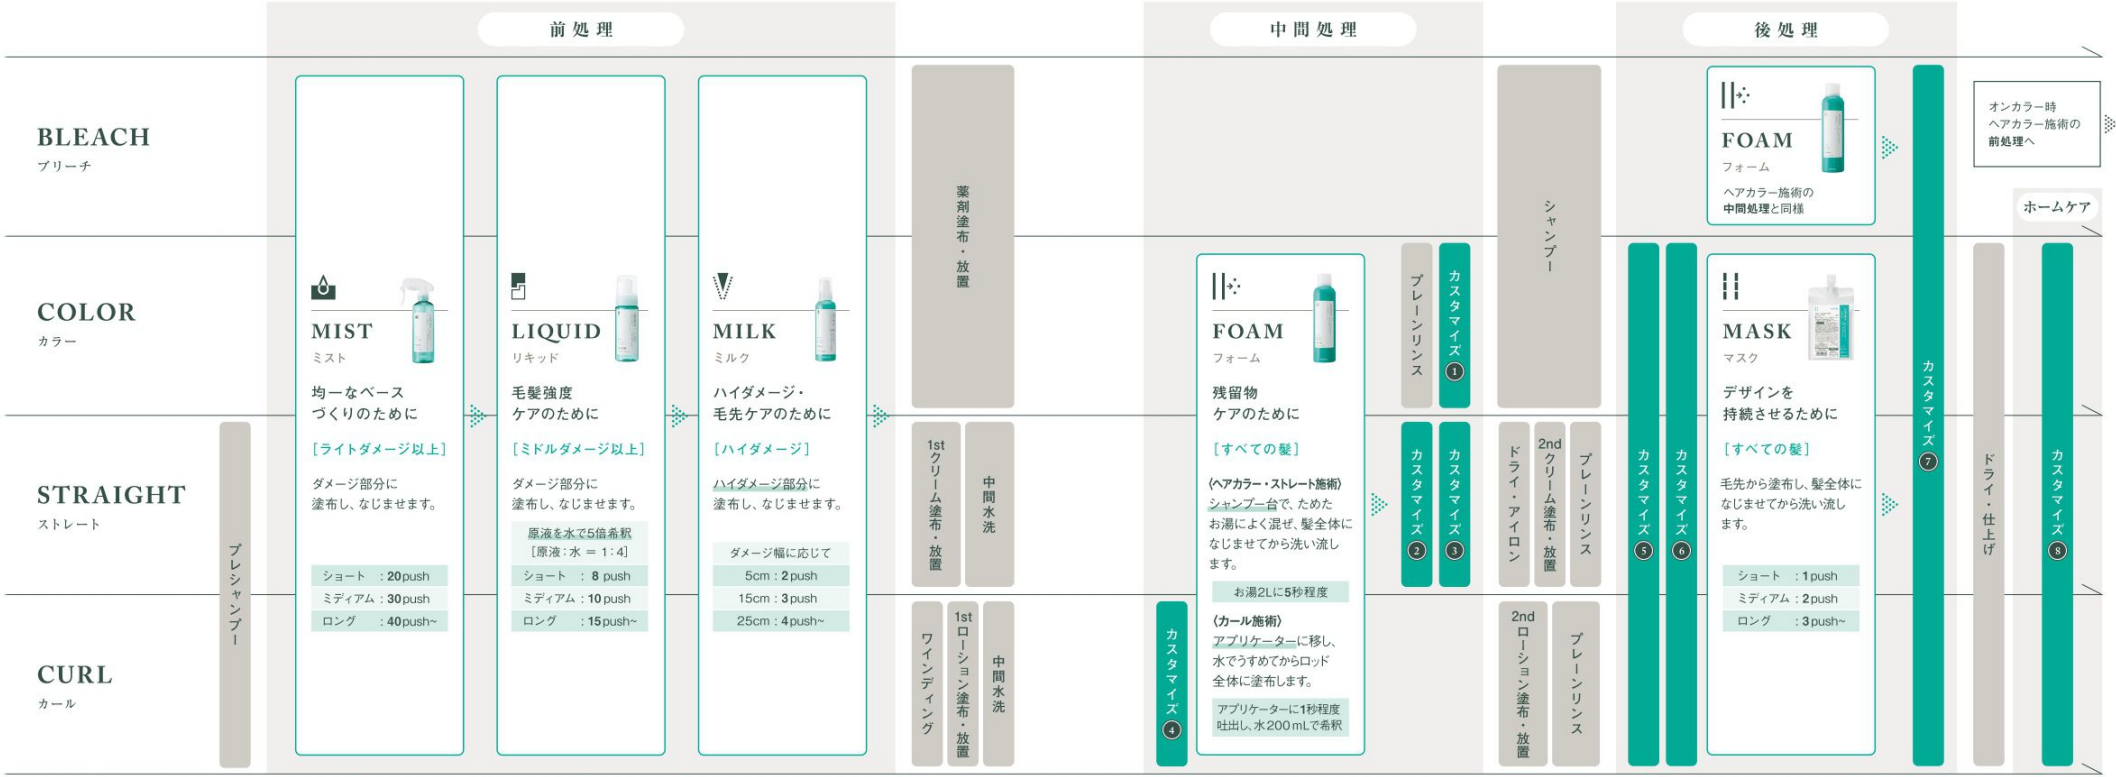 前処理
中間処理
後処理
BLEACH
ブリーチ
COLOR
カラー
STRAIGHT
ストレート
CURL
カール
プレシャンプー
MIST
ミスト
均一なベース
づくりのために
[ライトダメージ以上]
ダメージ部分に
塗布し、なじませます。
ショート : 20push
ミディアム : 30push
ロング : 40push~
LIQUID
リキッド
毛髪強度
ケアのために
[ミドルダメージ以上]
ダメージ部分に
塗布し、なじませます。
原液を水で5倍希釈
[原液:水 = 1:4]
ショート : 8 push
ミディアム : 10 push
ロング : 15push~
MILK
ミルク
ハイダメージ・
毛先ケアのために
[ハイダメージ]
ハイダメージ部分に
塗布し、なじませます。
ダメージ幅に応じて
5cm : 2push
15cm : 3push
25cm : 4push~
薬剤塗布・放置
1stクリーム塗布・放置
中間水洗
ワインディング
1stローション塗布・放置
中間水洗
カスタマイズ4
FOAM
フォーム
残留物
ケアのために
[すべての髪]
〈ヘアカラー・ストレート施術〉
シャンプー台で、ためた
お湯によく混ぜ、髪全体に
なじませてから洗い流し
ます。
お湯2Lに5秒程度
〈カール施術〉
アプリケーターに移し、
水でうすめてからロッド
全体に塗布します。
アプリケーターに1秒程度
吐出し、水200mLで希釈
プレーンリンス
カスタマイズ1
カスタマイズ2
カスタマイズ3
シャンプー
ドライ・アイロン
2ndクリーム塗布・放置
プレーンリンス
2ndローション塗布・放置
プレーンリンス
カスタマイズ5
カスタマイズ6
FOAM
フォーム
ヘアカラー施術の
中間処理と同様
MASK
マスク
デザインを
持続させるために
[すべての髪]
毛先から塗布し、髪全体に
なじませてから洗い流し
ます。
ショート : 1push
ミディアム : 2push
ロング : 3push~
カスタマイズ7
オンカラー時
ヘアカラー施術の
前処理へ
ドライ・仕上げ
ホームケア
カスタマイズ8